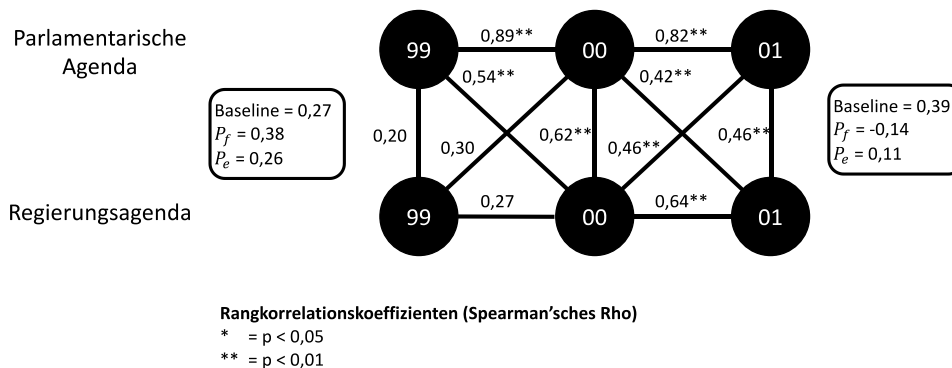 Parlamentarische
Agenda
99
0,89**
00
0,82**
01
0,54**
0,42**
Baseline = 0,27
P_f = 0,38
P_e = 0,26
0,20
0,30
0,62**
0,46**
0,46**
Baseline = 0,39
P_f = -0,14
P_e = 0,11
Regierungsagenda
99
0,27
00
0,64**
01
Rangkorrelationskoeffizienten (Spearman’sches Rho)
* = p < 0,05
** = p < 0,01